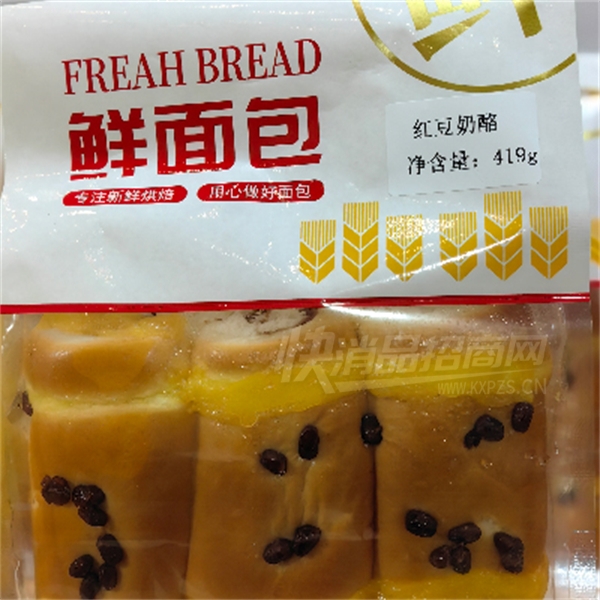 FREAH BREAD
鲜面包
专注新鲜烘焙 用心做好面包
红豆奶酪
净含量：419g
快消品招商网
WWW.KXPZS.CN